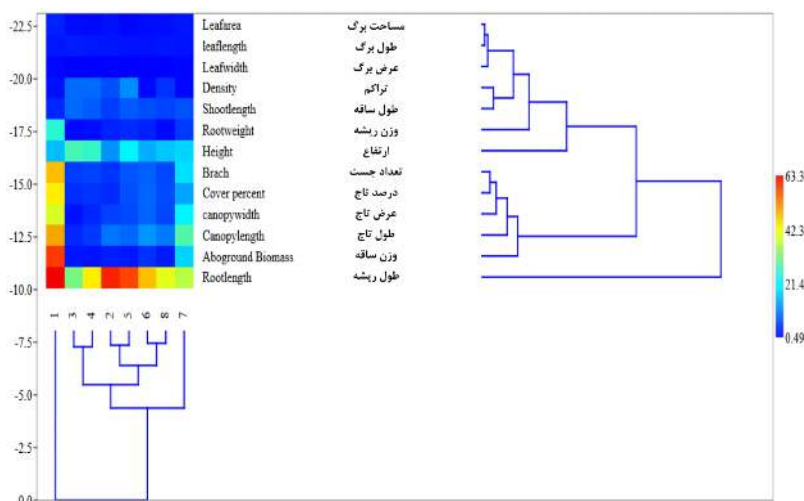 -22.5
-20.0
-17.5
-15.0
-12.5
-10.0
-7.5
-5.0
-2.5
0.0
Leafarea مساحت برگ
leaflength طول برگ
Leafwidth عرض برگ
Density تراکم
Shootlength طول ساقه
Rootweight وزن ریشه
Height ارتفاع
Brach تعداد جست
Cover percent درصد تاج
canopywidth عرض تاج
Canopylength طول تاج
Aboground Biomass وزن ساقه
Rootlength طول ریشه
1 3 4 2 5 6 8 7
63.3
42.3
21.4
0.49